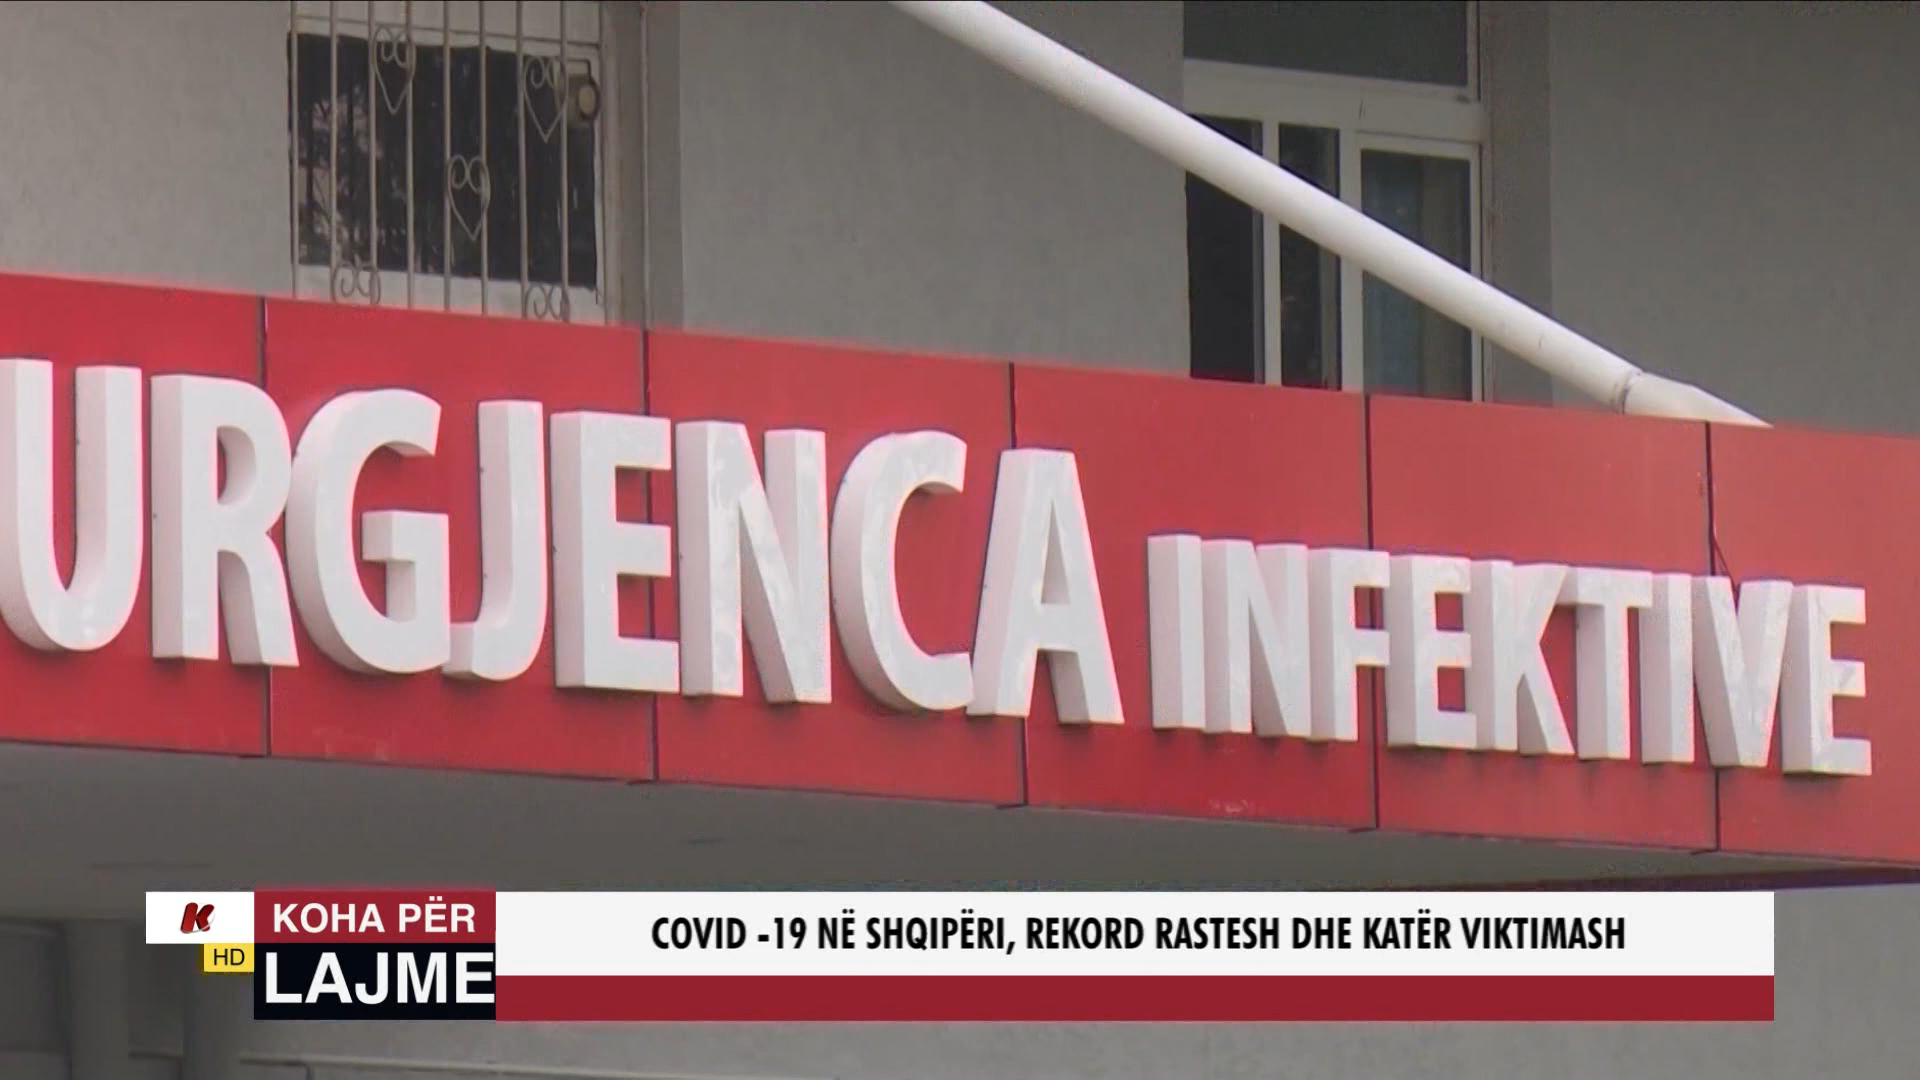 URGJENCA INFEKTIVE
K
HD
KOHA PËR
LAJME
COVID -19 NË SHQIPËRI, REKORD RASTESH DHE KATËR VIKTIMASH